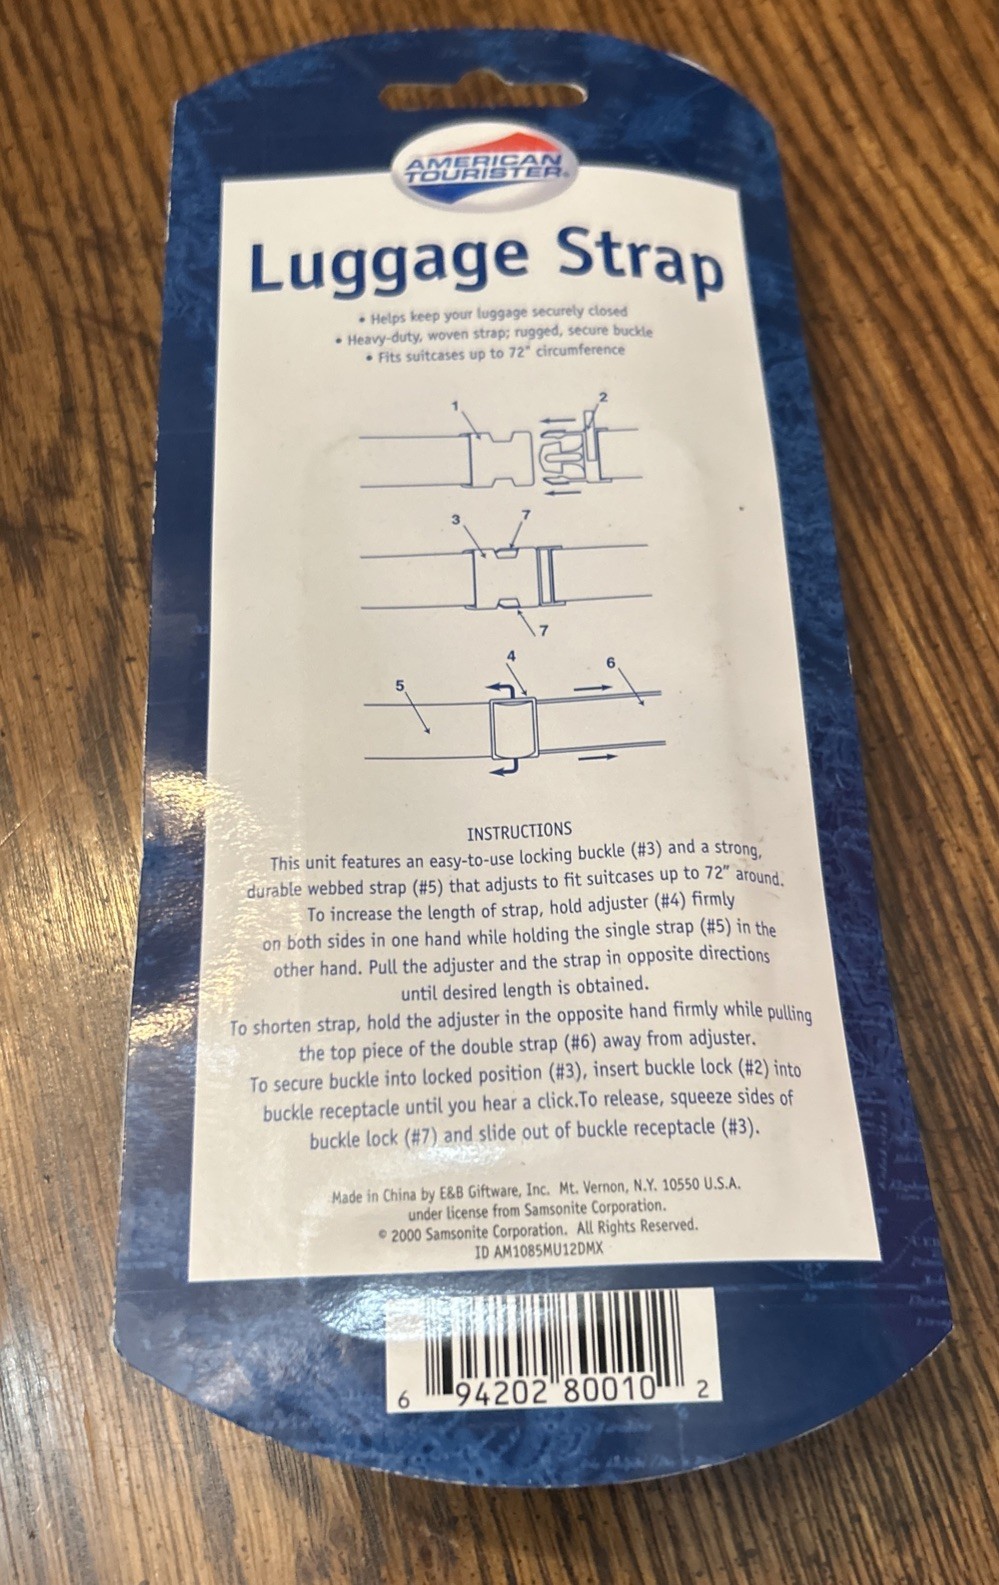 AMERICAN
TOURISTER®
Luggage Strap
• Helps keep your luggage securely closed
• Heavy-duty, woven strap; rugged, secure buckle
• Fits suitcases up to 72" circumference
1
2
3
7
7
4
6
5
INSTRUCTIONS
This unit features an easy-to-use locking buckle (#3) and a strong,
durable webbed strap (#5) that adjusts to fit suitcases up to 72" around.
To increase the length of strap, hold adjuster (#4) firmly
on both sides in one hand while holding the single strap (#5) in the
other hand. Pull the adjuster and the strap in opposite directions
until desired length is obtained.
To shorten strap, hold the adjuster in the opposite hand firmly while pulling
the top piece of the double strap (#6) away from adjuster.
To secure buckle into locked position (#3), insert buckle lock (#2) into
buckle receptacle until you hear a click.To release, squeeze sides of
buckle lock (#7) and slide out of buckle receptacle (#3).
Made in China by E&B Giftware, Inc. Mt. Vernon, N.Y. 10550 U.S.A.
under license from Samsonite Corporation.
© 2000 Samsonite Corporation. All Rights Reserved.
ID AM1085MU12DMX
6 94202 80010 2